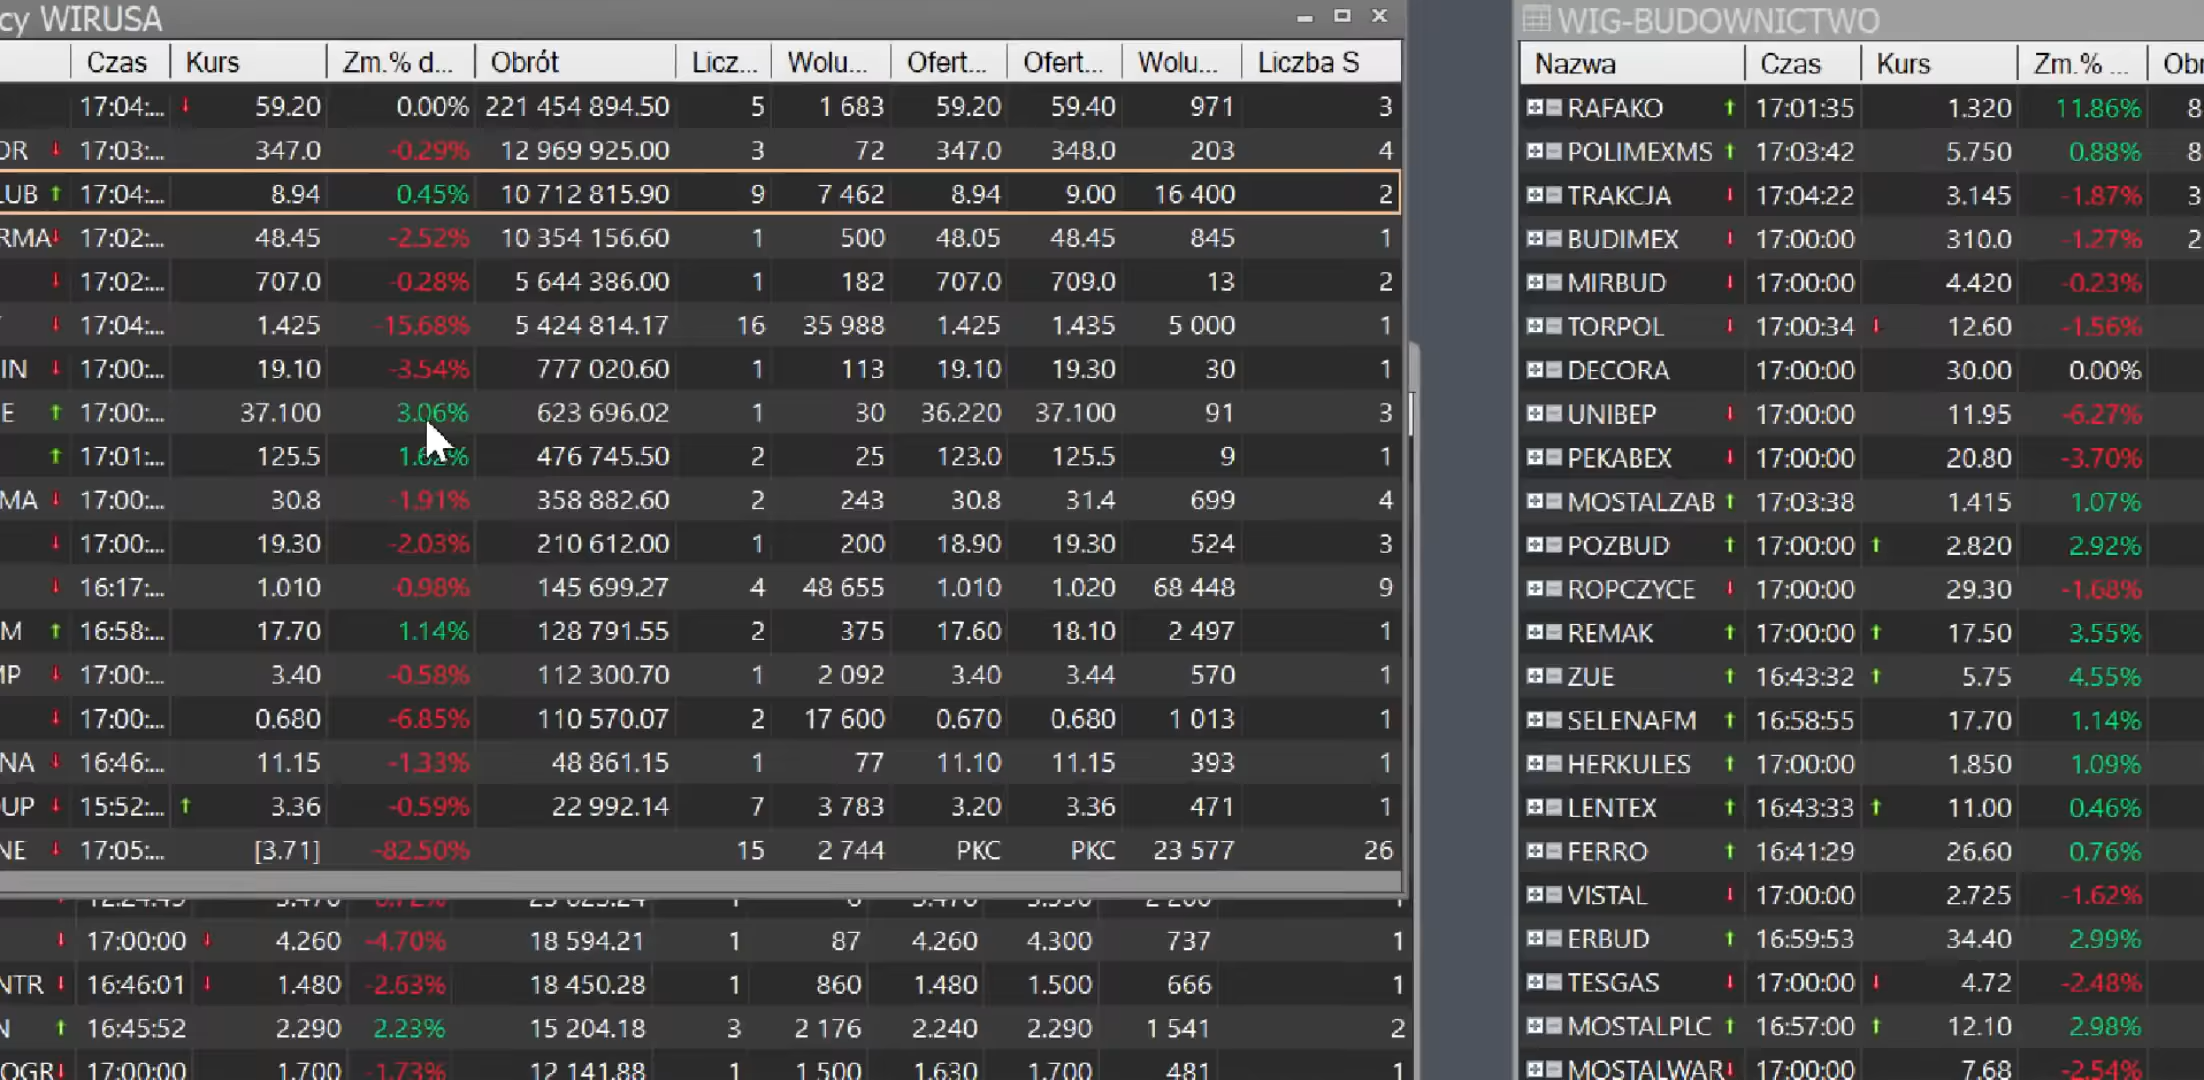 cy WIRUSA
Czas Kurs Zm.% d... Obrót Licz... Wolu... Ofert... Ofert... Wolu... Liczba S
17:04:... 59.20 0.00% 221 454 894.50 5 1 683 59.20 59.40 971 3
OR 17:03:... 347.0 -0.29% 12 969 925.00 3 72 347.0 348.0 203 4
LUB 17:04:... 8.94 0.45% 10 712 815.90 9 7 462 8.94 9.00 16 400 2
RMA 17:02:... 48.45 -2.52% 10 354 156.60 1 500 48.05 48.45 845 1
17:02:... 707.0 -0.28% 5 644 386.00 1 182 707.0 709.0 13 2
17:04:... 1.425 -15.68% 5 424 814.17 16 35 988 1.425 1.435 5 000 1
IN 17:00:... 19.10 -3.54% 777 020.60 1 113 19.10 19.30 30 1
E 17:00:... 37.100 3.06% 623 696.02 1 30 36.220 37.100 91 3
17:01:... 125.5 476 745.50 2 25 123.0 125.5 9 1
MA 17:00:... 30.8 -1.91% 358 882.60 2 243 30.8 31.4 699 4
17:00:... 19.30 -2.03% 210 612.00 1 200 18.90 19.30 524 3
16:17:... 1.010 -0.98% 145 699.27 4 48 655 1.010 1.020 68 448 9
M 16:58:... 17.70 1.14% 128 791.55 2 375 17.60 18.10 2 497 1
MP 17:00:... 3.40 -0.58% 112 300.70 1 2 092 3.40 3.44 570 1
17:00:... 0.680 -6.85% 110 570.07 2 17 600 0.670 0.680 1 013 1
NA 16:46:... 11.15 -1.33% 48 861.15 1 77 11.10 11.15 393 1
OUP 15:52:... 3.36 -0.59% 22 992.14 7 3 783 3.20 3.36 471 1
NE 17:05:... [3.71] -82.50% 15 2 744 PKC PKC 23 577 26
17:00:00 4.260 -4.70% 18 594.21 1 87 4.260 4.300 737 1
NTR 16:46:01 1.480 -2.63% 18 450.28 1 860 1.480 1.500 666 1
N 16:45:52 2.290 2.23% 15 204.18 3 2 176 2.240 2.290 1 541 2
OGR 17:00:00 1.700 -1.73% 12 141.88 1 1 500 1.630 1.700 481 1
WIG-BUDOWNICTWO
Nazwa Czas Kurs Zm.% ... Obr
RAFAKO 17:01:35 1.320 11.86% 8
POLIMEXMS 17:03:42 5.750 0.88% 8
TRAKCJA 17:04:22 3.145 -1.87% 3
BUDIMEX 17:00:00 310.0 -1.27% 2
MIRBUD 17:00:00 4.420 -0.23%
TORPOL 17:00:34 12.60 -1.56%
DECORA 17:00:00 30.00 0.00%
UNIBEP 17:00:00 11.95 -6.27%
PEKABEX 17:00:00 20.80 -3.70%
MOSTALZAB 17:03:38 1.415 1.07%
POZBUD 17:00:00 2.820 2.92%
ROPCZYCE 17:00:00 29.30 -1.68%
REMAK 17:00:00 17.50 3.55%
ZUE 16:43:32 5.75 4.55%
SELENAFM 16:58:55 17.70 1.14%
HERKULES 17:00:00 1.850 1.09%
LENTEX 16:43:33 11.00 0.46%
FERRO 16:41:29 26.60 0.76%
VISTAL 17:00:00 2.725 -1.62%
ERBUD 16:59:53 34.40 2.99%
TESGAS 17:00:00 4.72 -2.48%
MOSTALPLC 16:57:00 12.10 2.98%
MOSTALWAR 17:00:00 7.68 -2.54%